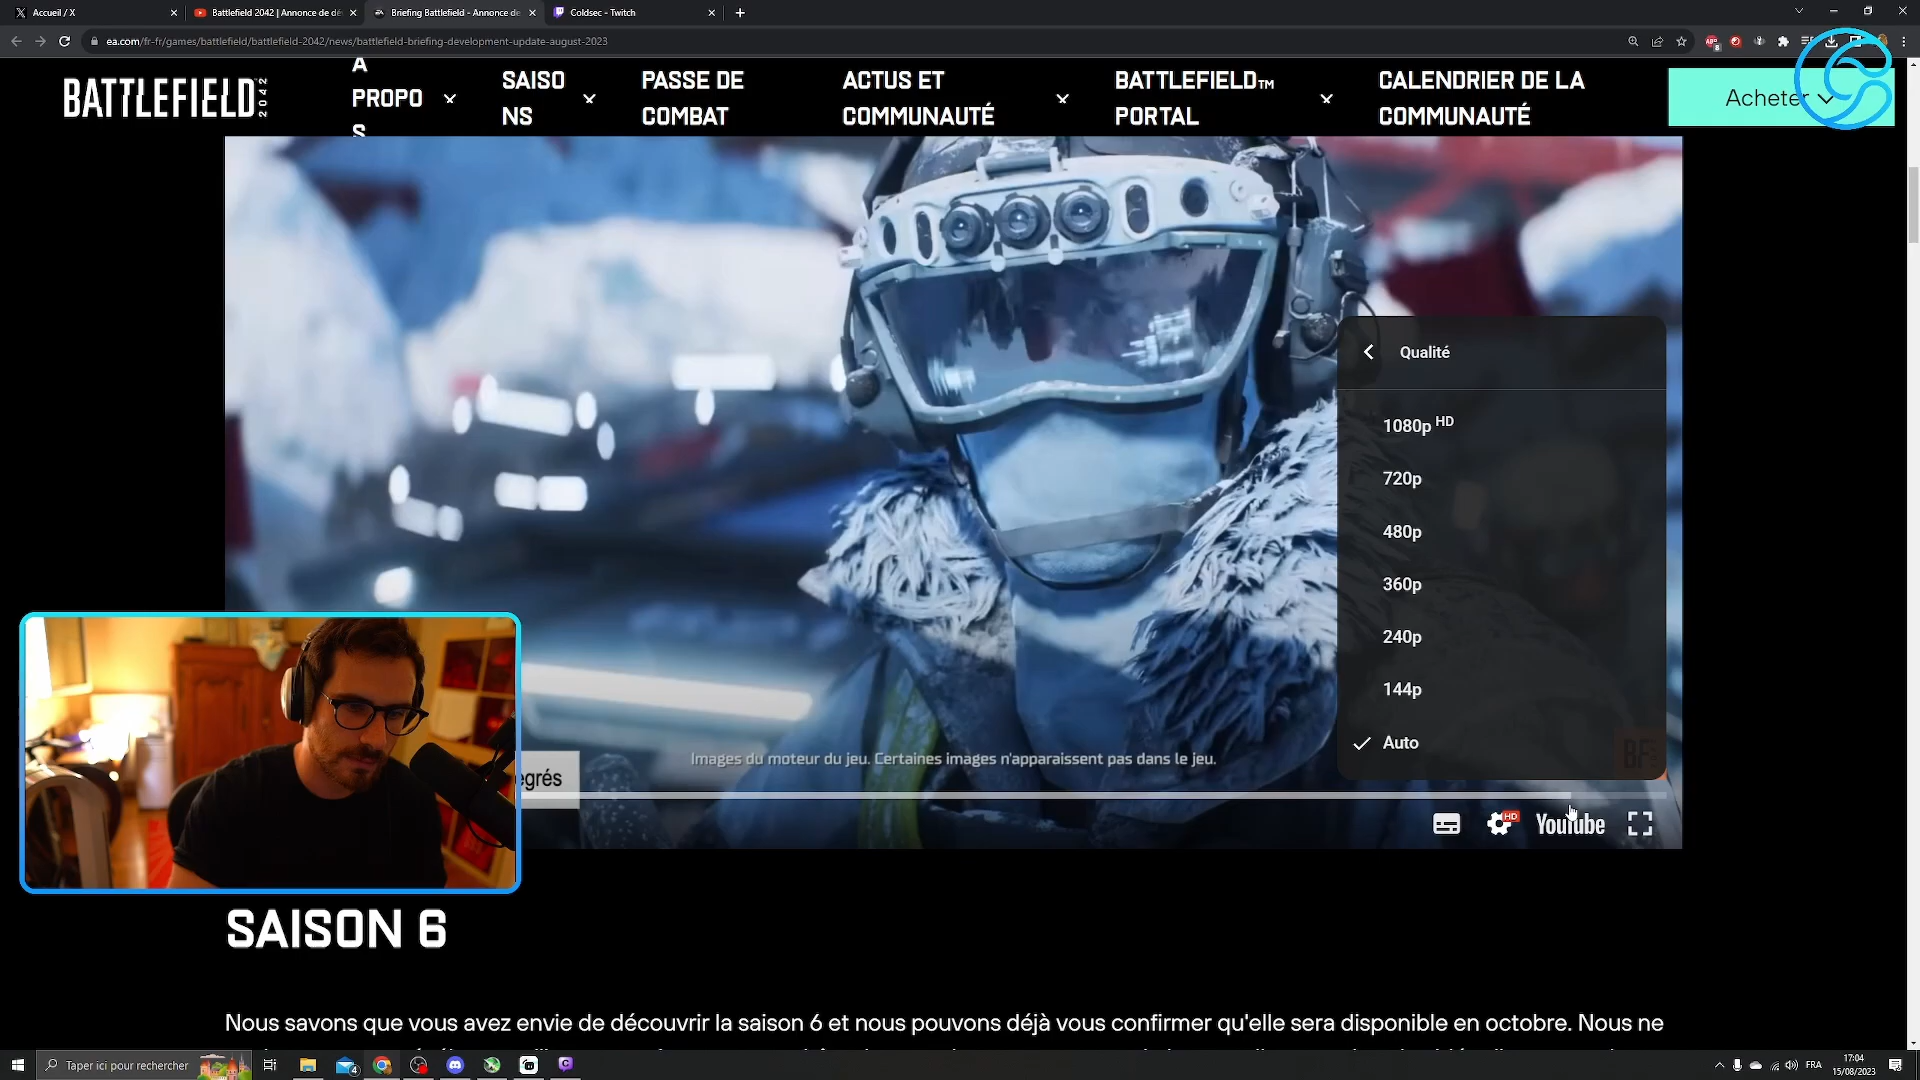 Accueil / X
Battlefield 2042 | Annonce de dé
Briefing Battlefield - Annonce de
Coldsec - Twitch
ea.com/fr-fr/games/battlefield/battlefield-2042/news/battlefield-briefing-development-update-august-2023
BATTLEFIELD 2042
A PROPO S
SAISO NS
PASSE DE COMBAT
ACTUS ET COMMUNAUTÉ
BATTLEFIELD™ PORTAL
CALENDRIER DE LA COMMUNAUTÉ
Acheter
Qualité
1080p HD
720p
480p
360p
240p
144p
Auto
Images du moteur du jeu. Certaines images n'apparaissent pas dans le jeu.
egrés
HD
YouTube
SAISON 6
Nous savons que vous avez envie de découvrir la saison 6 et nous pouvons déjà vous confirmer qu'elle sera disponible en octobre. Nous ne
Taper ici pour rechercher
4
FRA
17:04
15/08/2023